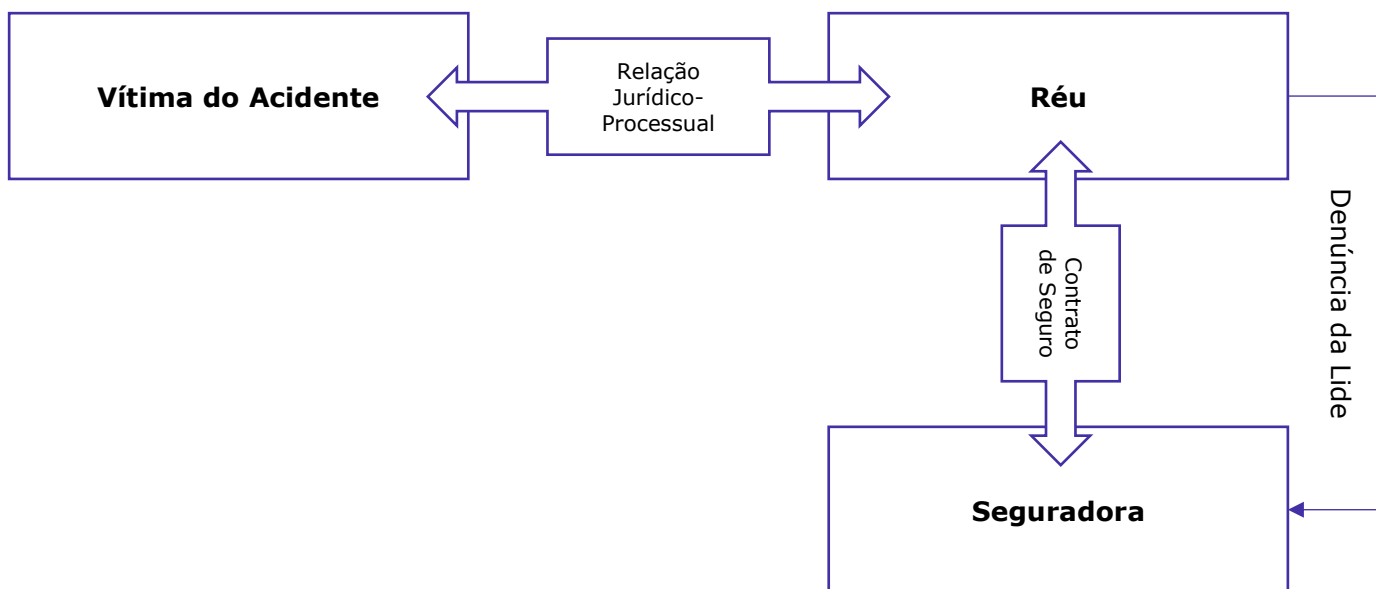 Vítima do Acidente
Relação
Jurídico-
Processual
Réu
Contrato
de Seguro
Denúncia da Lide
Seguradora